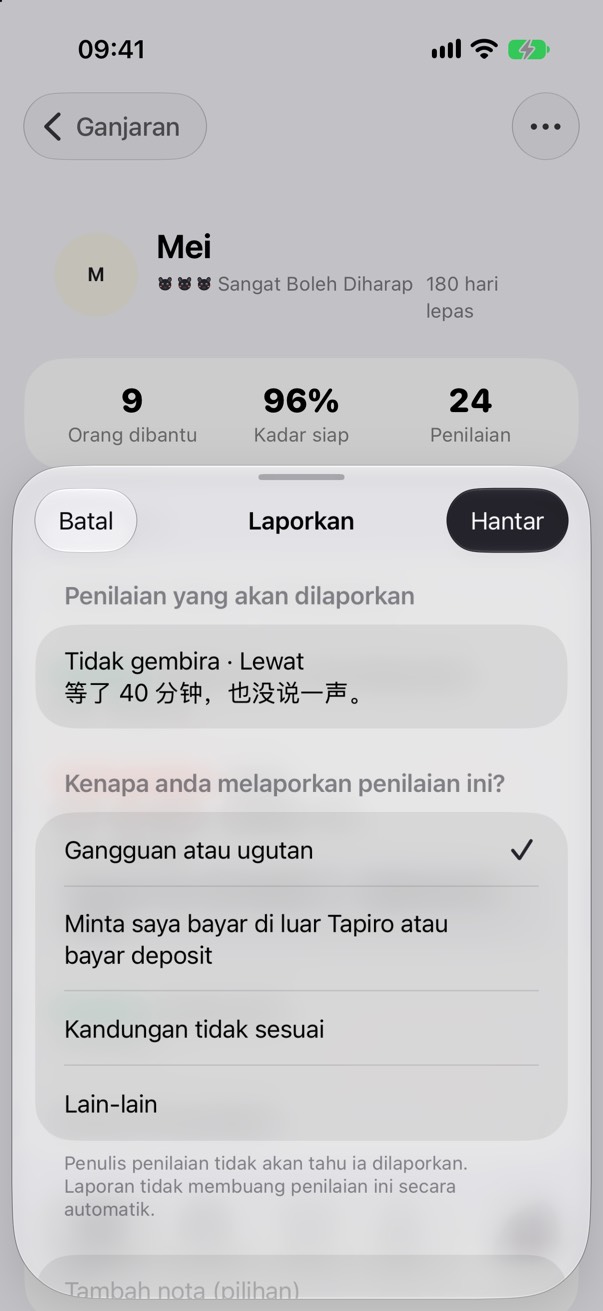 09:41
Ganjaran
Mei
M
Sangat Boleh Diharap
180 hari
lepas
9
96%
24
Orang dibantu
Kadar siap
Penilaian
Batal
Laporkan
Hantar
Penilaian yang akan dilaporkan
Tidak gembira · Lewat
等了 40 分钟，也没说一声。
Kenapa anda melaporkan penilaian ini?
Gangguan atau ugutan
Minta saya bayar di luar Tapiro atau
bayar deposit
Kandungan tidak sesuai
Lain-lain
Penulis penilaian tidak akan tahu ia dilaporkan.
Laporan tidak membuang penilaian ini secara
automatik.
Tambah nota (pilihan)